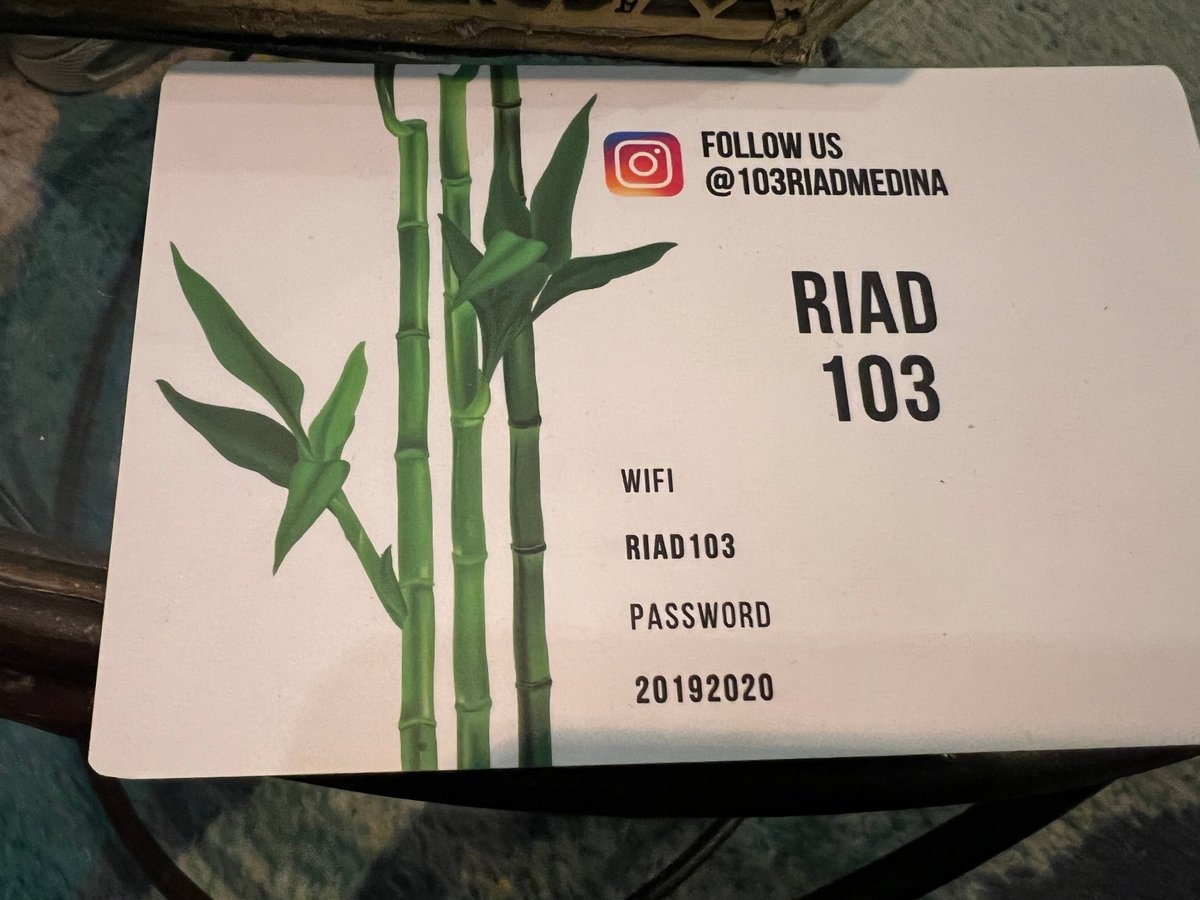 FOLLOW US
@103RIADMEDINA
RIAD
103
WIFI
RIAD103
PASSWORD
20192020